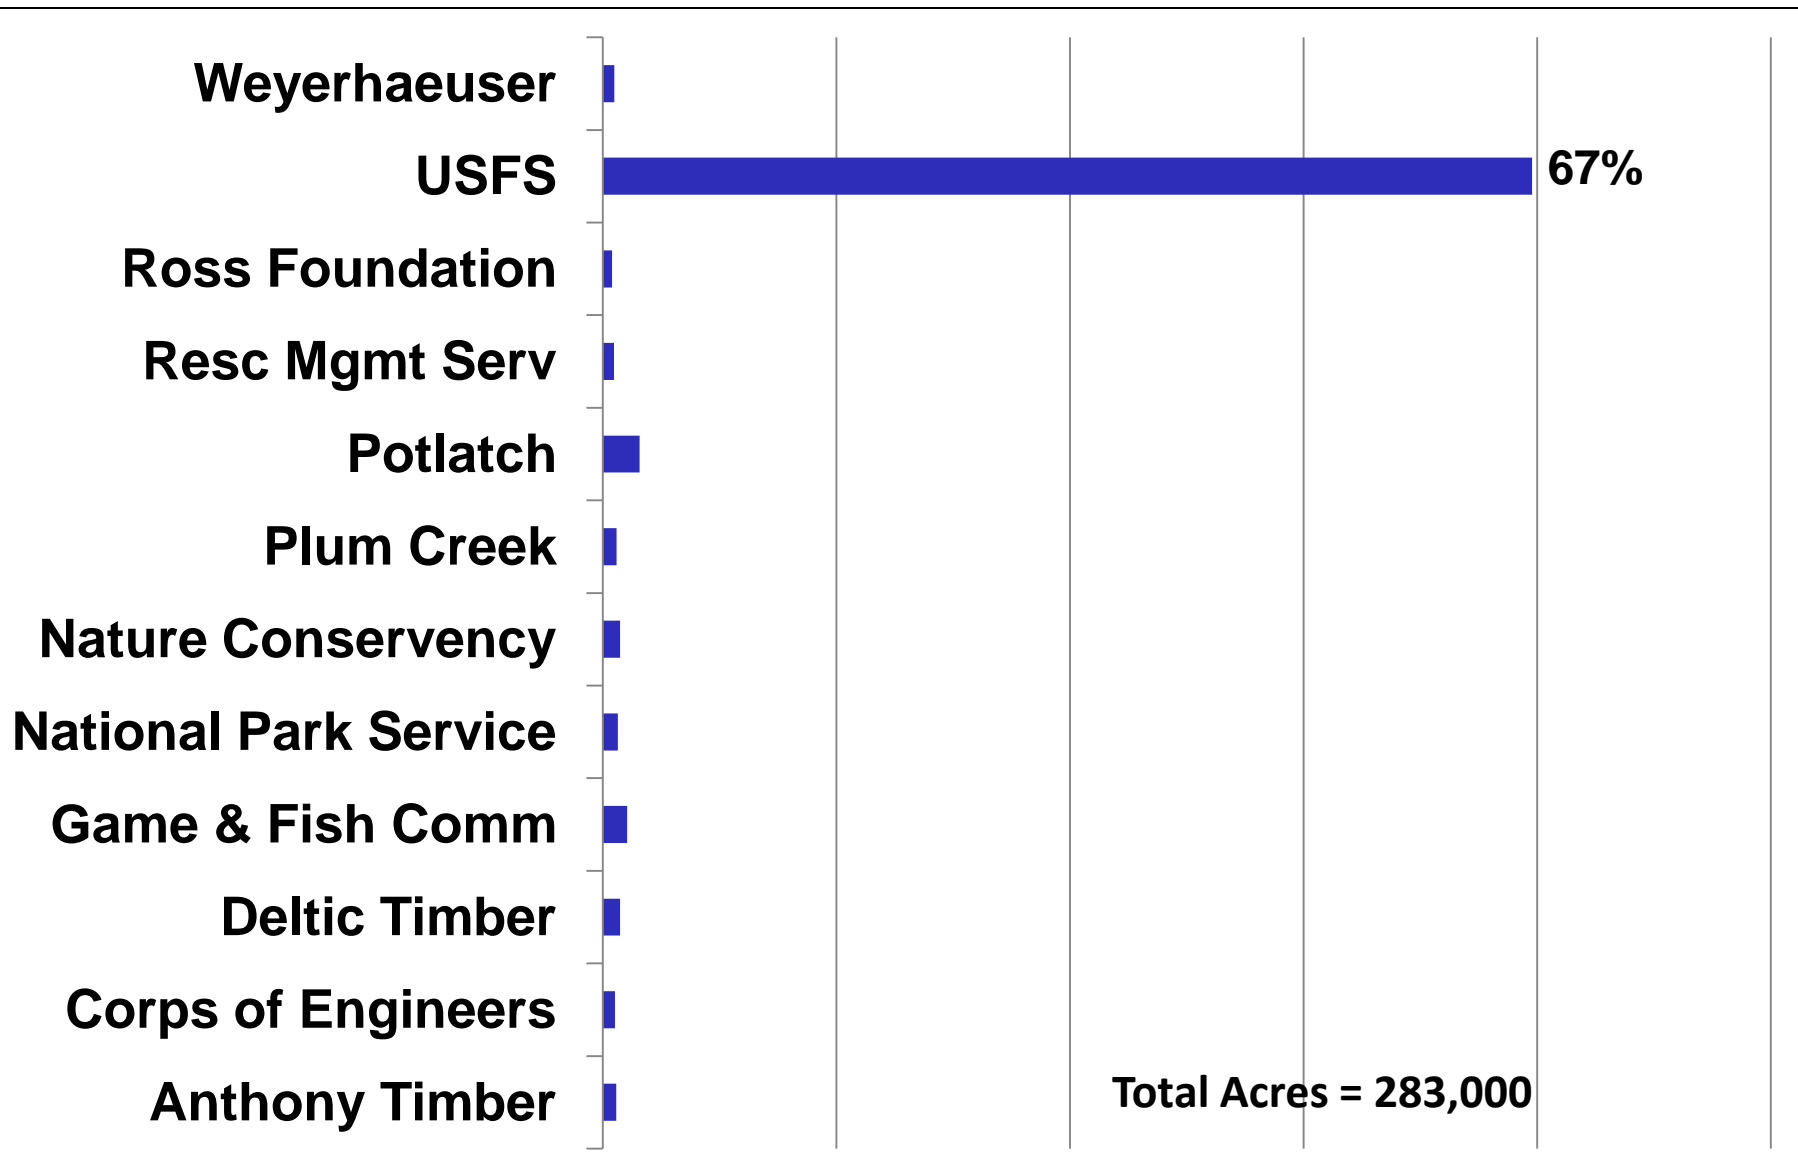 Weyerhaeuser
USFS
67%
Ross Foundation
Resc Mgmt Serv
Potlatch
Plum Creek
Nature Conservency
National Park Service
Game & Fish Comm
Deltic Timber
Corps of Engineers
Anthony Timber
Total Acres = 283,000